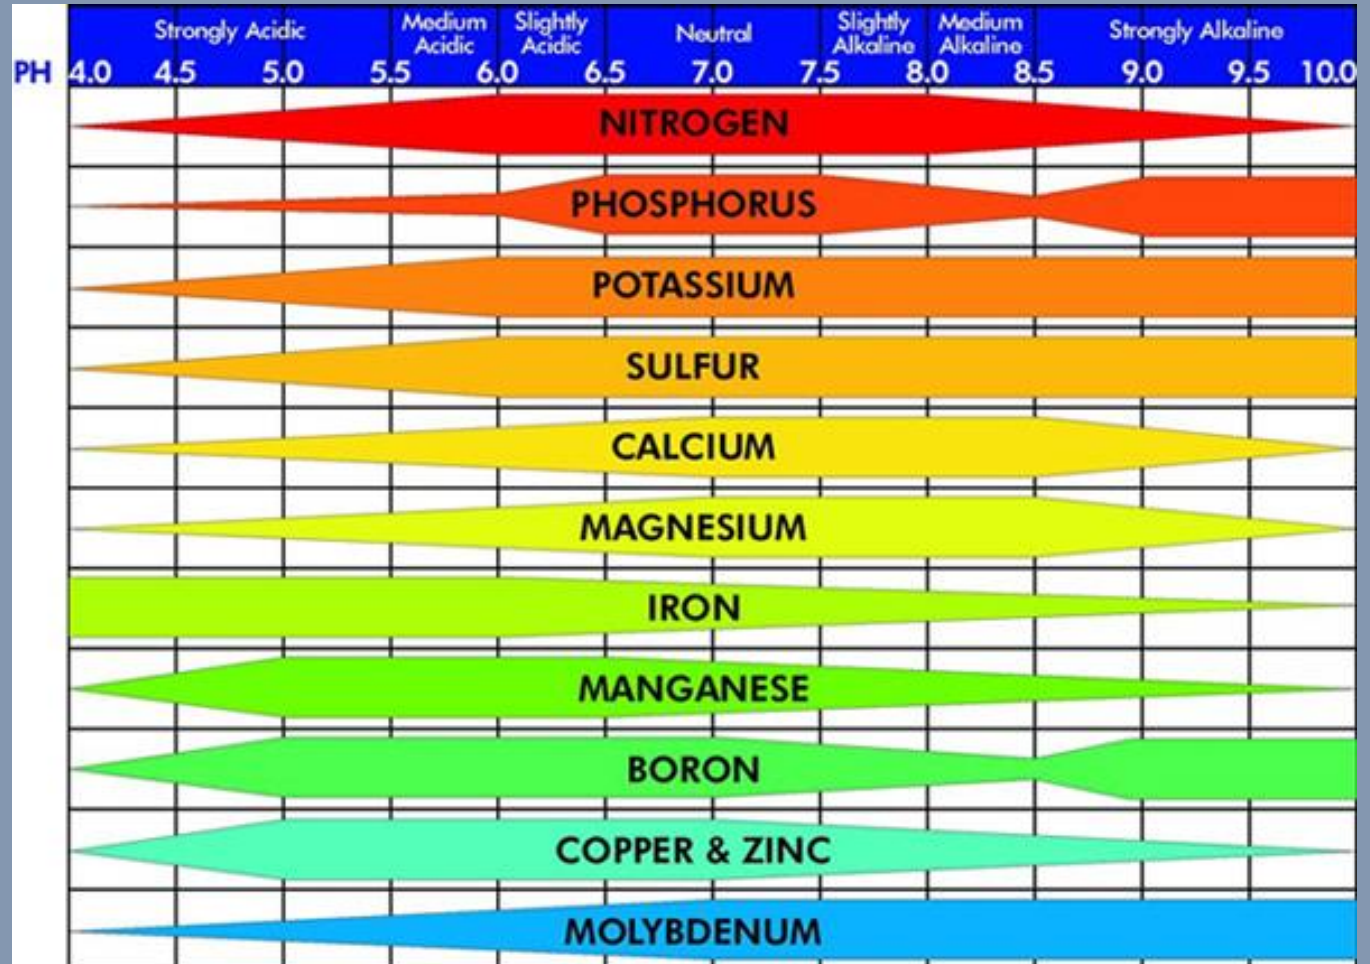 Strongly Acidic
Medium
Acidic
Slightly
Acidic
Neutral
Slightly
Alkaline
Medium
Alkaline
Strongly Alkaline
PH 4.0 4.5 5.0 5.5 6.0 6.5 7.0 7.5 8.0 8.5 9.0 9.5 10.0
NITROGEN
PHOSPHORUS
POTASSIUM
SULFUR
CALCIUM
MAGNESIUM
IRON
MANGANESE
BORON
COPPER & ZINC
MOLYBDENUM